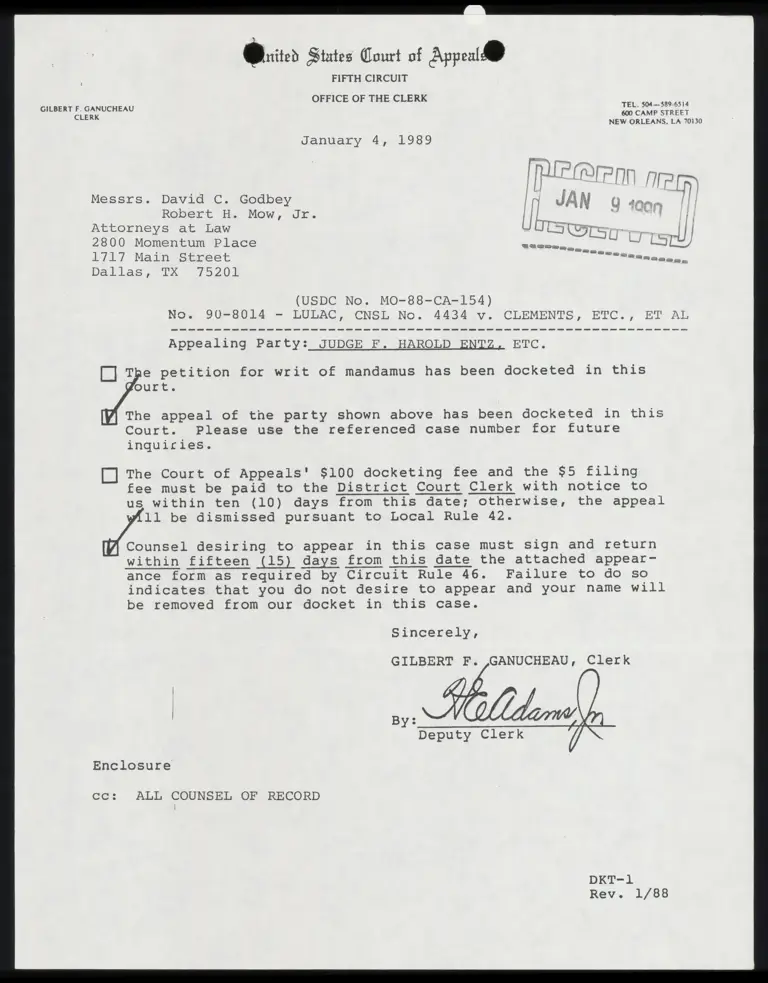 United States Court of Appeals
FIFTH CIRCUIT
OFFICE OF THE CLERK
GILBERT F. GANUCHEAU
CLERK
TEL. 504—589-6514
600 CAMP STREET
NEW ORLEANS, LA 70130
January 4, 1989
RECEIVED
JAN 9 1990
RECEIVED
Messrs. David C. Godbey
Robert H. Mow, Jr.
Attorneys at Law
2800 Momentum Place
1717 Main Street
Dallas, TX 75201
(USDC No. MO-88-CA-154)
No. 90-8014 - LULAC, CNSL No. 4434 v. CLEMENTS, ETC., ET AL
Appealing Party: JUDGE F. HAROLD ENTZ, ETC.
The petition for writ of mandamus has been docketed in this
Court.
The appeal of the party shown above has been docketed in this
Court. Please use the referenced case number for future
inquiries.
The Court of Appeals' $100 docketing fee and the $5 filing
fee must be paid to the District Court Clerk with notice to
us within ten (10) days from this date; otherwise, the appeal
will be dismissed pursuant to Local Rule 42.
Counsel desiring to appear in this case must sign and return
within fifteen (15) days from this date the attached appear-
ance form as required by Circuit Rule 46. Failure to do so
indicates that you do not desire to appear and your name will
be removed from our docket in this case.
Sincerely,
GILBERT F. GANUCHEAU, Clerk
By: HEAdams, Jr
Deputy Clerk
Enclosure
cc: ALL COUNSEL OF RECORD
DKT-1
Rev. 1/88